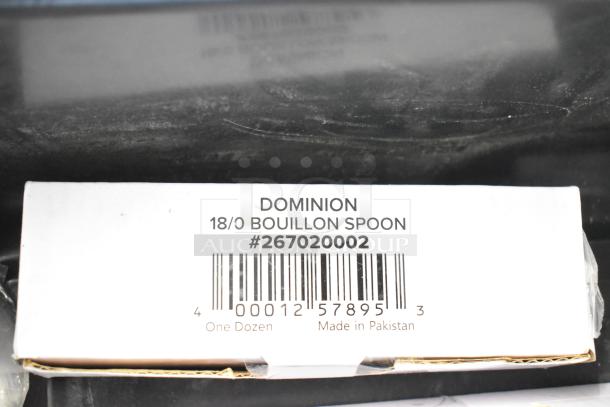 DOMINION
18/0 BOUILLON SPOON
#267020002
4 00012 57895 3
One Dozen Made in Pakistan